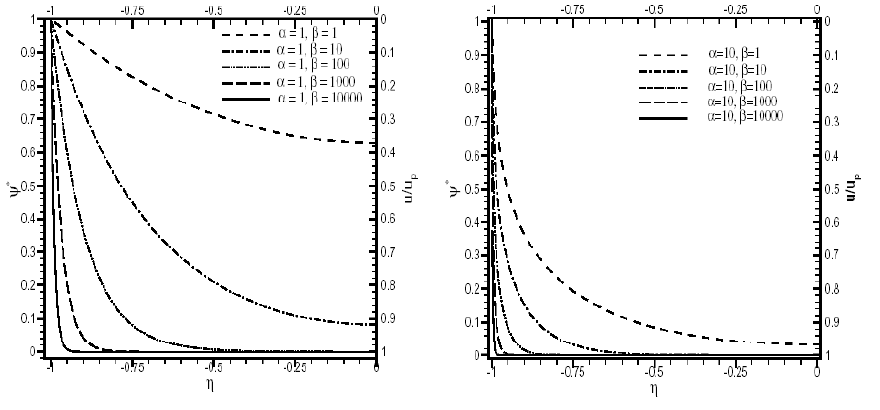 -1 -0.75 -0.5 -0.25 0
1
0.9
0.8
0.7
0.6
0.5
0.4
0.3
0.2
0.1
0
ψ*
α = 1, β = 1
α = 1, β = 10
α = 1, β = 100
α = 1, β = 1000
α = 1, β = 10000
0
0.1
0.2
0.3
0.4
0.5
0.6
0.7
0.8
0.9
1
u/u_p
-1 -0.75 -0.5 -0.25 0
η
-1 -0.75 -0.5 -0.25 0
1
0.9
0.8
0.7
0.6
0.5
0.4
0.3
0.2
0.1
0
ψ*
α=10, β=1
α=10, β=10
α=10, β=100
α=10, β=1000
α=10, β=10000
0
0.1
0.2
0.3
0.4
0.5
0.6
0.7
0.8
0.9
1
u/u_p
-1 -0.75 -0.5 -0.25 0
η